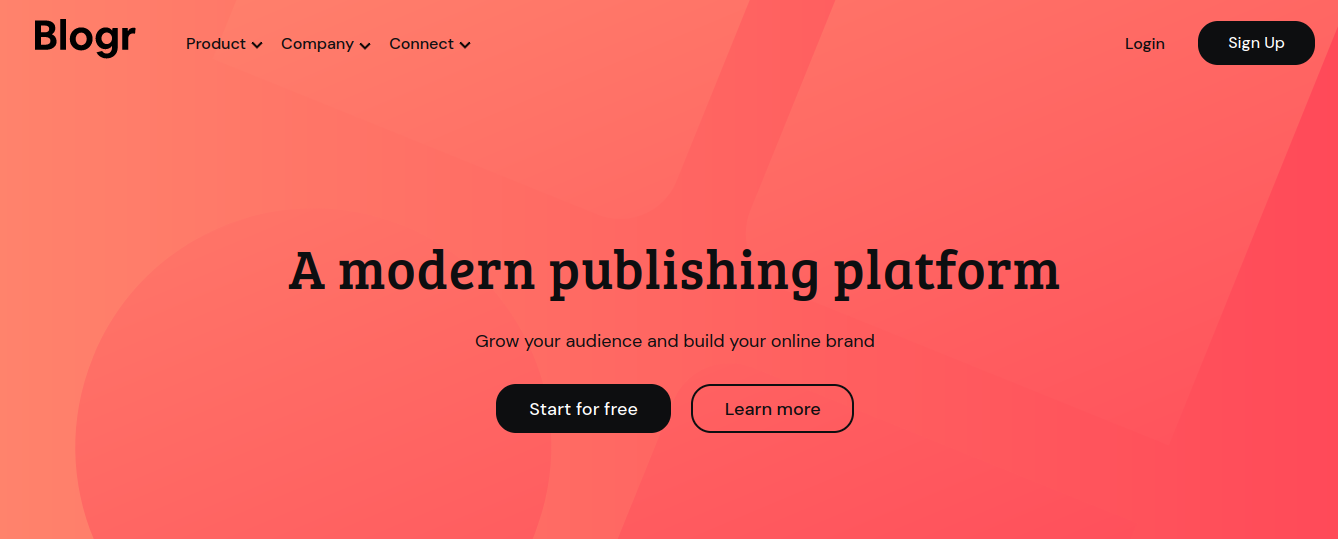 Blogr Product Company Connect Login Sign Up
A modern publishing platform
Grow your audience and build your online brand
Start for free Learn more